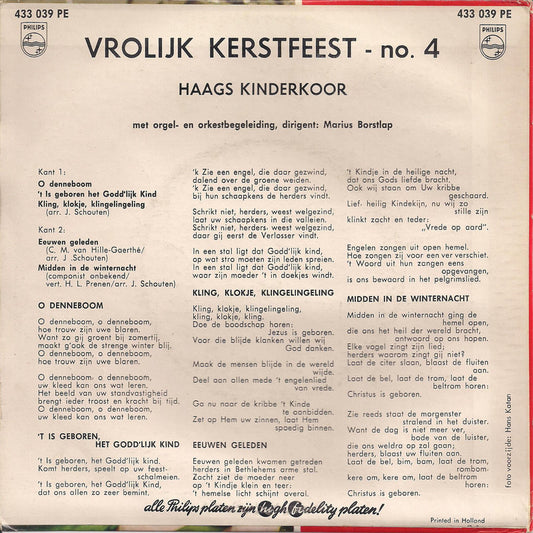 433 039 PE
433 039 PE
PHILIPS
PHILIPS
VROLIJK KERSTFEEST - no. 4
HAAGS KINDERKOOR
met orgel- en orkestbegeleiding, dirigent: Marius Borstlap
Kant 1:
O denneboom
't Is geboren het Godd'lijk Kind
Kling, klokje, klingelingeling
(arr. J. Schouten)
Kant 2:
Eeuwen geleden
(C. M. van Hille-Gaerthé/
arr. J. Schouten)
Midden in de winternacht
(componist onbekend/
vert. H. L. Prenen/arr. J. Schouten)
O DENNEBOOM
O denneboom, o denneboom,
hoe trouw zijn uwe blaren.
Want zo gij groent bij zomertij,
maakt g'ook de strenge winter blij.
O denneboom, o denneboom,
hoe trouw zijn uwe blaren.
O denneboom, o denneboom,
uw kleed kan ons wat leren.
Het beeld van uw standvastigheid
brengt ieder troost en kracht bij tijd.
O denneboom, o denneboom,
uw kleed kan ons wat leren.
'T IS GEBOREN,
HET GODD'LIJK KIND
't Is geboren het Godd'lijk Kind.
Komt herders, speelt op uw feest-
schalmeien.
't Is geboren het Godd'lijk Kind,
dat ons allen zo zeer bemint.
'k Zie een engel, die daar gezwind,
dalend over de groene weiden.
'k Zie een engel, die daar gezwind,
bij hun schaapkens de herders vindt.
Schrikt niet, herders, weest welgezind,
laat uw schaapkens in die valleien.
Schrikt niet, herders, weest welgezind,
daar gij eerst de Verlosser vindt.
In een stal ligt dat Godd'lijk kind,
op wat stro moeten zijn leden spreien.
In een stal ligt dat Godd'lijk kind,
waar zijn moeder 't in doekjes windt.
KLING, KLOKJE, KLINGELINGELING
Kling, klokje, klingelingeling,
kling, klokje, kling.
Doe de boodschap horen:
Jezus is geboren.
Voor die blijde klanken willen wij
God danken.
Maak de mensen blijde in de wereld
wijde.
Deel aan allen mede 't engelenlied
van vrede.
Ga nu naar de kribbe 't Kindje
te aanbidden.
Zet op Hem uw zinnen, laat Hem
spoedig binnen.
EEUWEN GELEDEN
Eeuwen geleden kwamen getreden
herders in Bethlehems arme stal.
Zacht ziet de moeder neer
op 't Kindje klein en teer:
't hemelse licht schijnt overal.
't Kindje in de heilige nacht,
dat ons Gods liefde bracht.
Ook wij staan om Uw kribbe
geschaard.
Lief, heilig Kindekijn, nu wij zo
stille zijn
klinkt zacht en teder:
„Vrede op aard".
Engelen zongen uit open hemel.
Hoe zongen zij voor een ver verschiet.
't Woord uit hun zangen eens
opgevangen,
is ons bewaard in het pelgrimslied.
MIDDEN IN DE WINTERNACHT
Midden in de winternacht ging de
hemel open,
die ons het heil der wereld bracht,
antwoord op ons hopen.
Elke vogel zingt zijn lied;
herders waarom zingt gij niet?
Laat de citer slaan, blaast de fluiten
aan.
Laat de bel, laat de trom, laat de
beltrom horen:
Christus is geboren.
Zie reeds staat de morgenster
stralend in het duister.
Want de dag is niet meer ver,
bode van de luister,
die ons weldra op zal gaan;
herders, blaast uw fluiten aan.
Laat de bel, bim, bam, laat de trom,
rombom-
kere om, kere om, laat de beltrom
horen:
Christus is geboren.
foto voorzijde: Hans Katan
alle Philips platen zijn high fidelity platen!
Printed in Holland